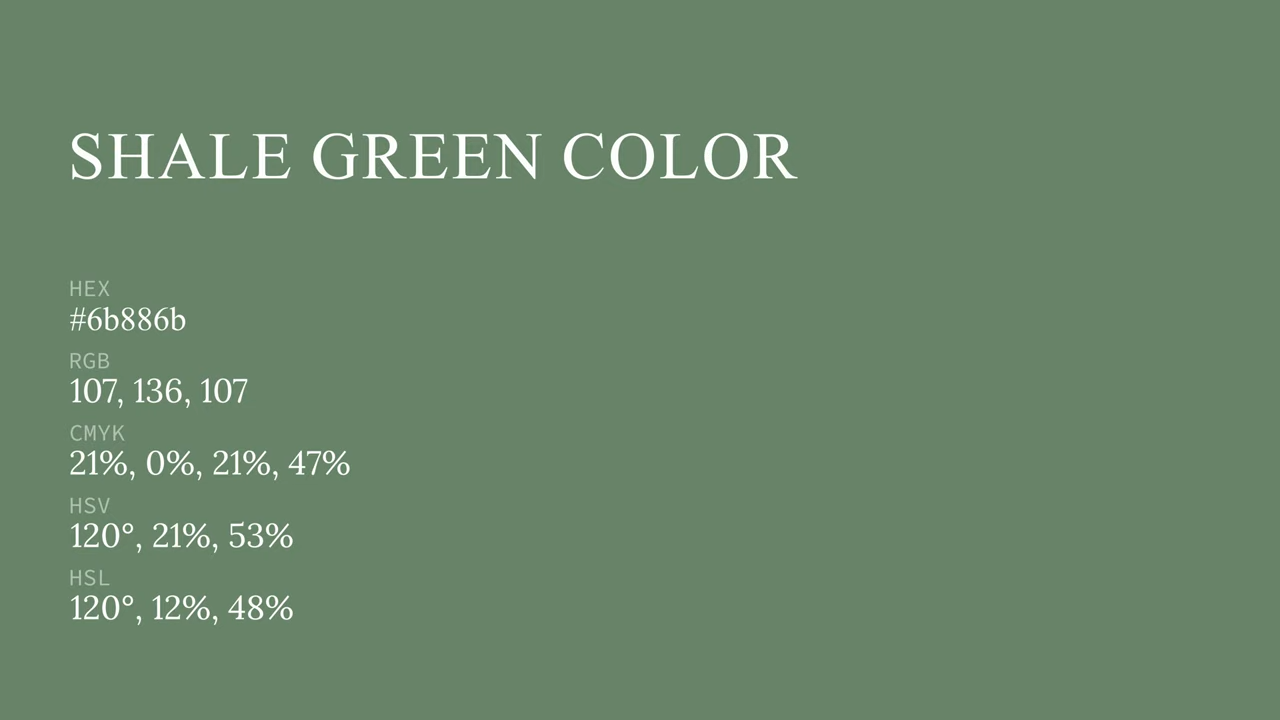 SHALE GREEN COLOR
HEX
#6b886b
RGB
107, 136, 107
CMYK
21%, 0%, 21%, 47%
HSV
120°, 21%, 53%
HSL
120°, 12%, 48%